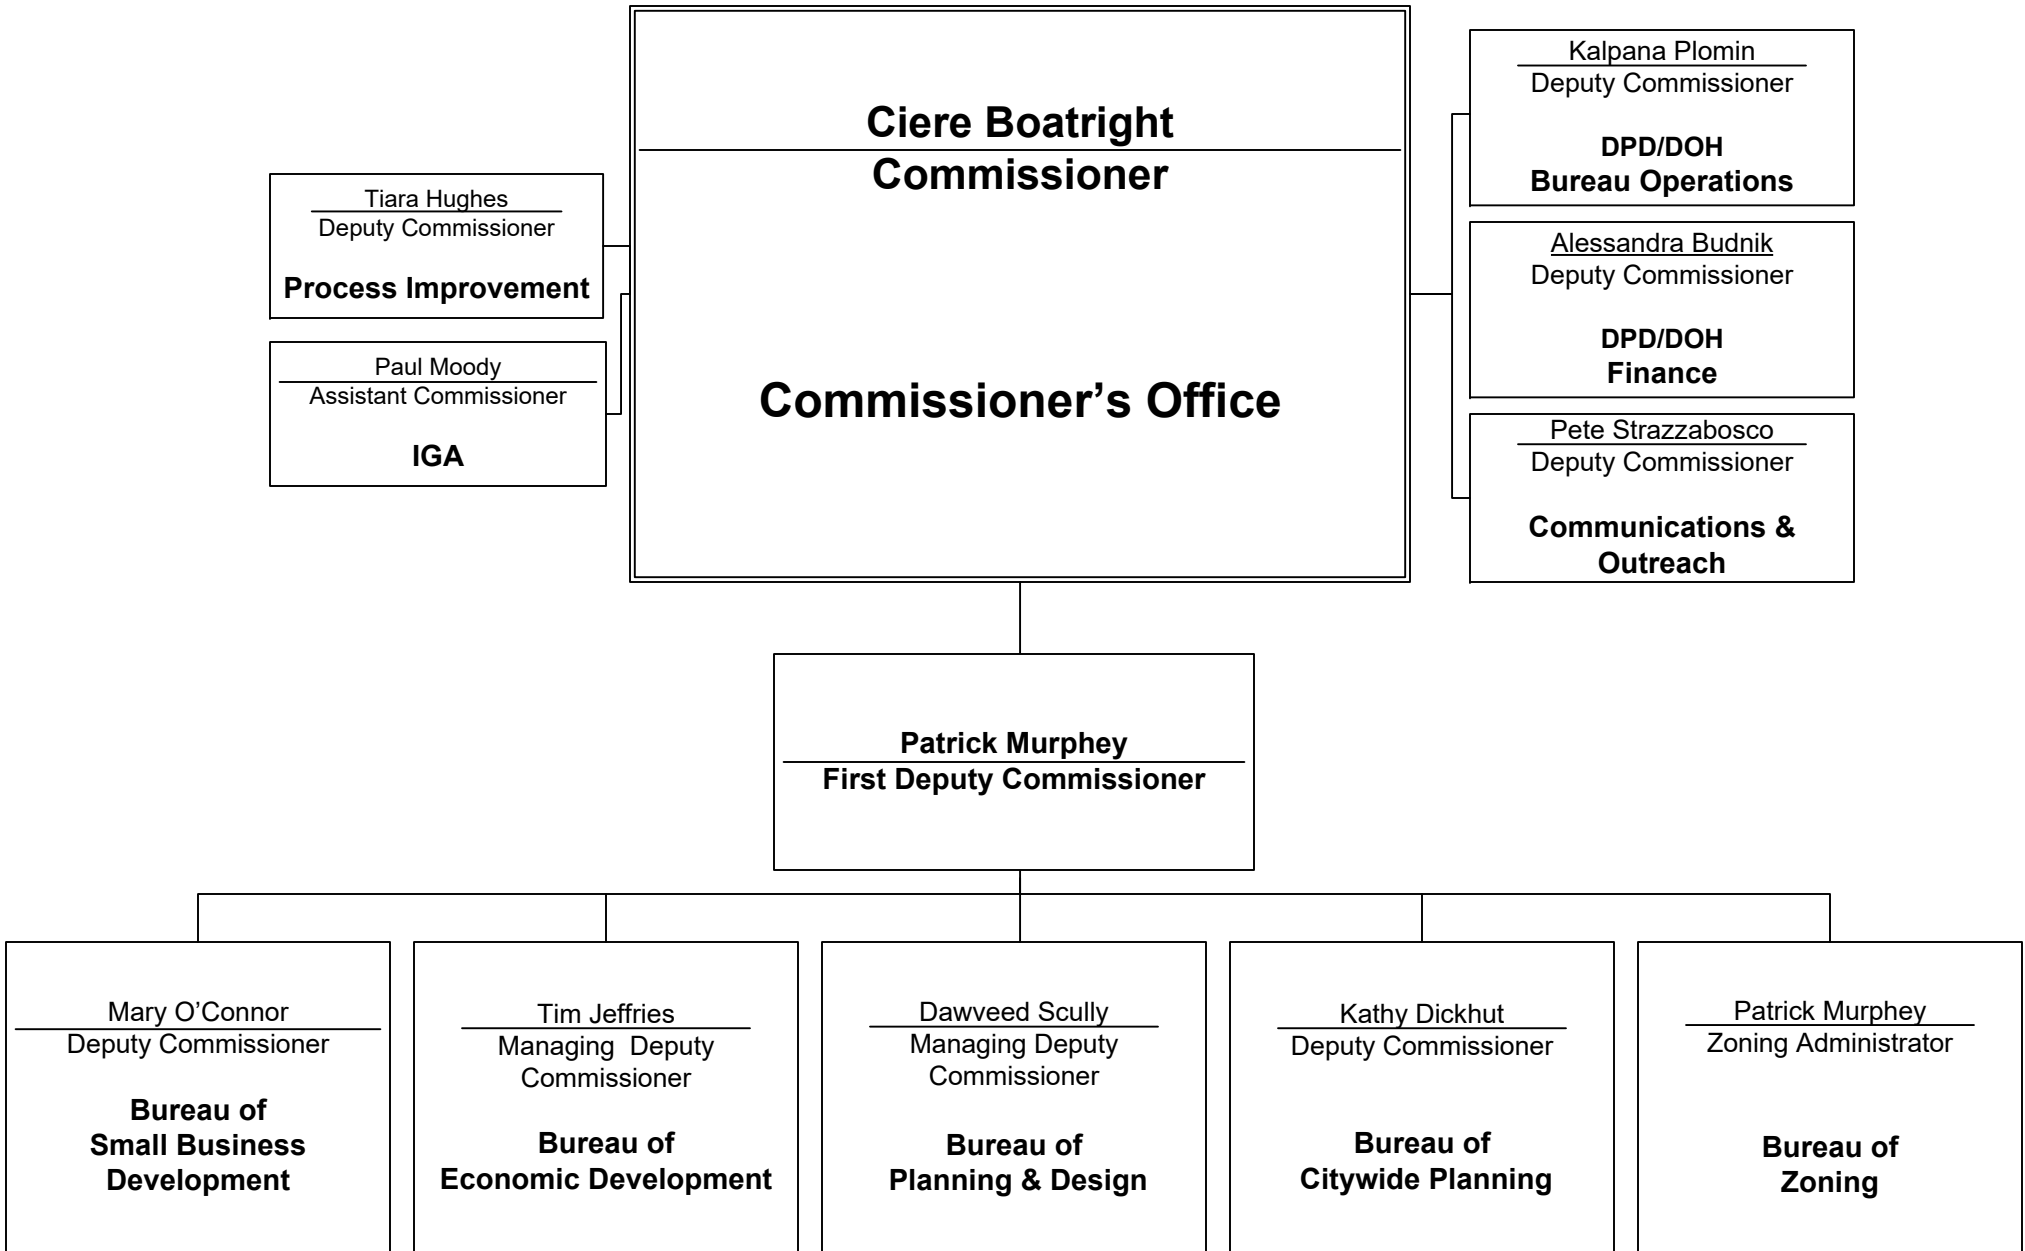 Ciere Boatright
Commissioner
Commissioner’s Office
Tiara Hughes
Deputy Commissioner
Process Improvement
Paul Moody
Assistant Commissioner
IGA
Kalpana Plomin
Deputy Commissioner
DPD/DOH
Bureau Operations
Alessandra Budnik
Deputy Commissioner
DPD/DOH
Finance
Pete Strazzabosco
Deputy Commissioner
Communications &
Outreach
Patrick Murphey
First Deputy Commissioner
Mary O’Connor
Deputy Commissioner
Bureau of
Small Business
Development
Tim Jeffries
Managing  Deputy
Commissioner
Bureau of
Economic Development
Dawveed Scully
Managing Deputy
Commissioner
Bureau of
Planning & Design
Kathy Dickhut
Deputy Commissioner
Bureau of
Citywide Planning
Patrick Murphey
Zoning Administrator
Bureau of
Zoning